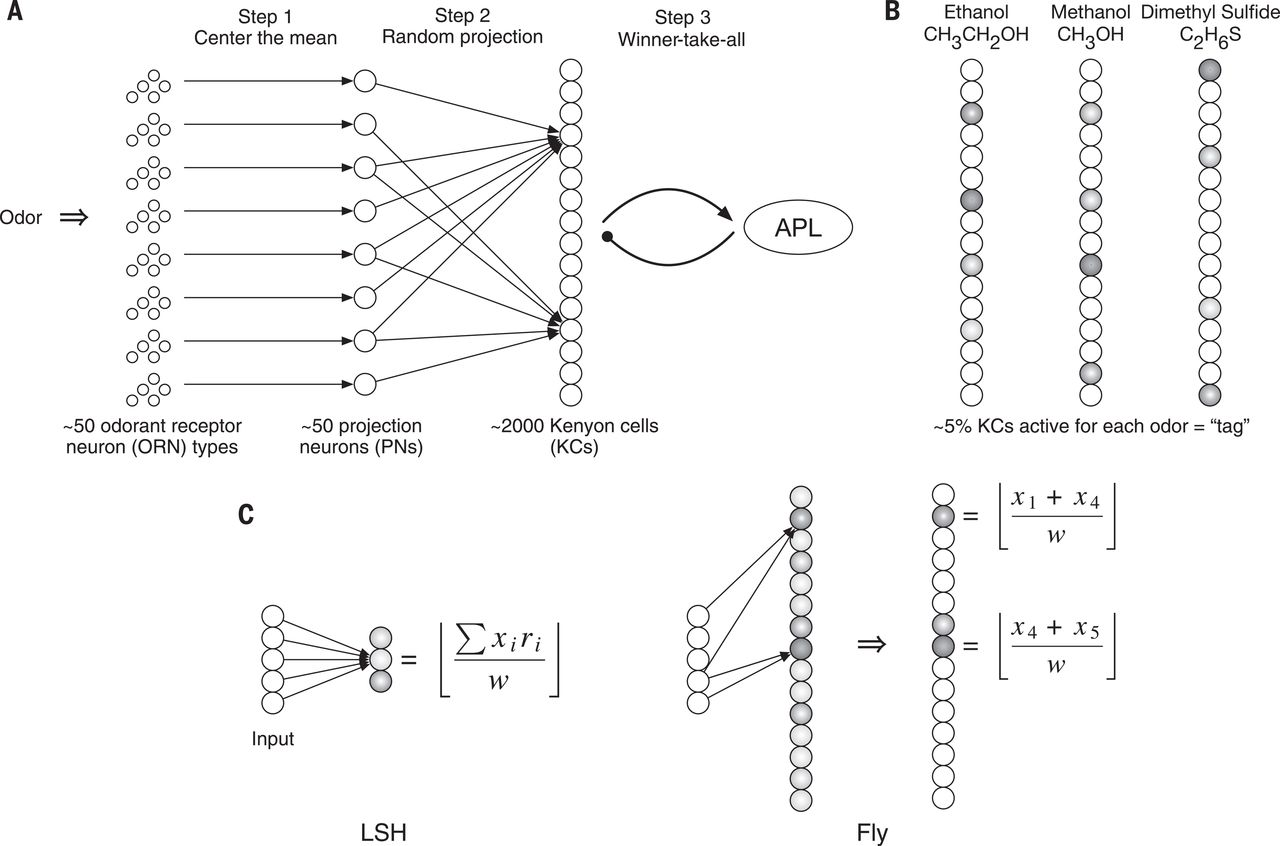 A
Step 1
Center the mean
Step 2
Random projection
Step 3
Winner-take-all
Odor ⇒
APL
~50 odorant receptor
neuron (ORN) types
~50 projection
neurons (PNs)
~2000 Kenyon cells
(KCs)
B
Ethanol
CH₃CH₂OH
Methanol
CH₃OH
Dimethyl Sulfide
C₂H₆S
~5% KCs active for each odor = “tag”
C
Input
= ⌊ ∑ xᵢrᵢ / w ⌋
LSH
⇒
= ⌊ x₁ + x₄ / w ⌋
= ⌊ x₄ + x₅ / w ⌋
Fly